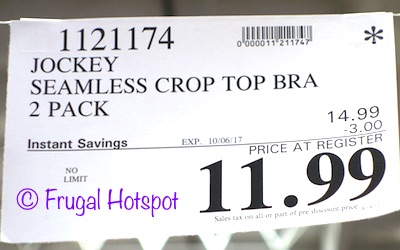 1121174
0000011211747
*
JOCKEY
SEAMLESS CROP TOP BRA
2 PACK
14.99
-3.00
Instant Savings EXP. 10/06/17
PRICE AT REGISTER
NO
LIMIT
11.99
© Frugal Hotspot
Sales tax on all or part of pre discount price